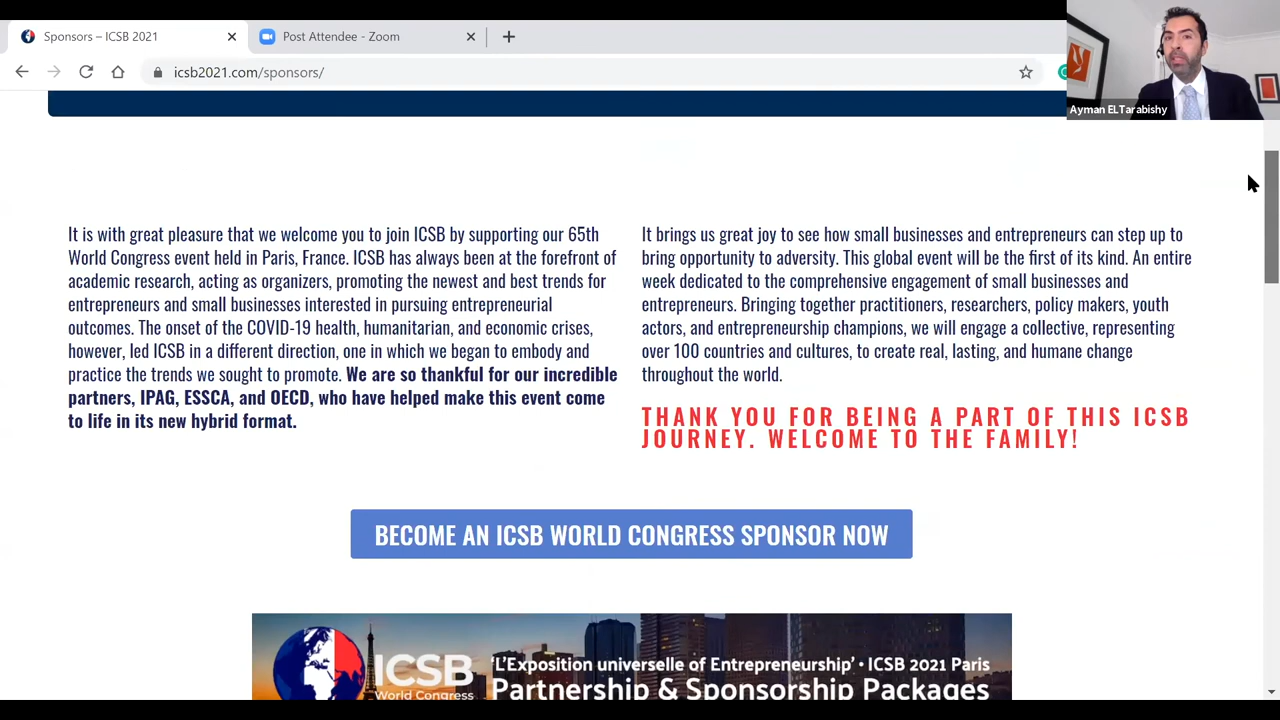 Sponsors – ICSB 2021
Post Attendee - Zoom
icsb2021.com/sponsors/
Ayman ELTarabishy
It is with great pleasure that we welcome you to join ICSB by supporting our 65th
World Congress event held in Paris, France. ICSB has always been at the forefront of
academic research, acting as organizers, promoting the newest and best trends for
entrepreneurs and small businesses interested in pursuing entrepreneurial
outcomes. The onset of the COVID-19 health, humanitarian, and economic crises,
however, led ICSB in a different direction, one in which we began to embody and
practice the trends we sought to promote. We are so thankful for our incredible
partners, IPAG, ESSCA, and OECD, who have helped make this event come
to life in its new hybrid format.
It brings us great joy to see how small businesses and entrepreneurs can step up to
bring opportunity to adversity. This global event will be the first of its kind. An entire
week dedicated to the comprehensive engagement of small businesses and
entrepreneurs. Bringing together practitioners, researchers, policy makers, youth
actors, and entrepreneurship champions, we will engage a collective, representing
over 100 countries and cultures, to create real, lasting, and humane change
throughout the world.
THANK YOU FOR BEING A PART OF THIS ICSB
JOURNEY. WELCOME TO THE FAMILY!
BECOME AN ICSB WORLD CONGRESS SPONSOR NOW
ICSB
World Congress
'L'Exposition universelle of Entrepreneurship' • ICSB 2021 Paris
Partnership & Sponsorship Packages